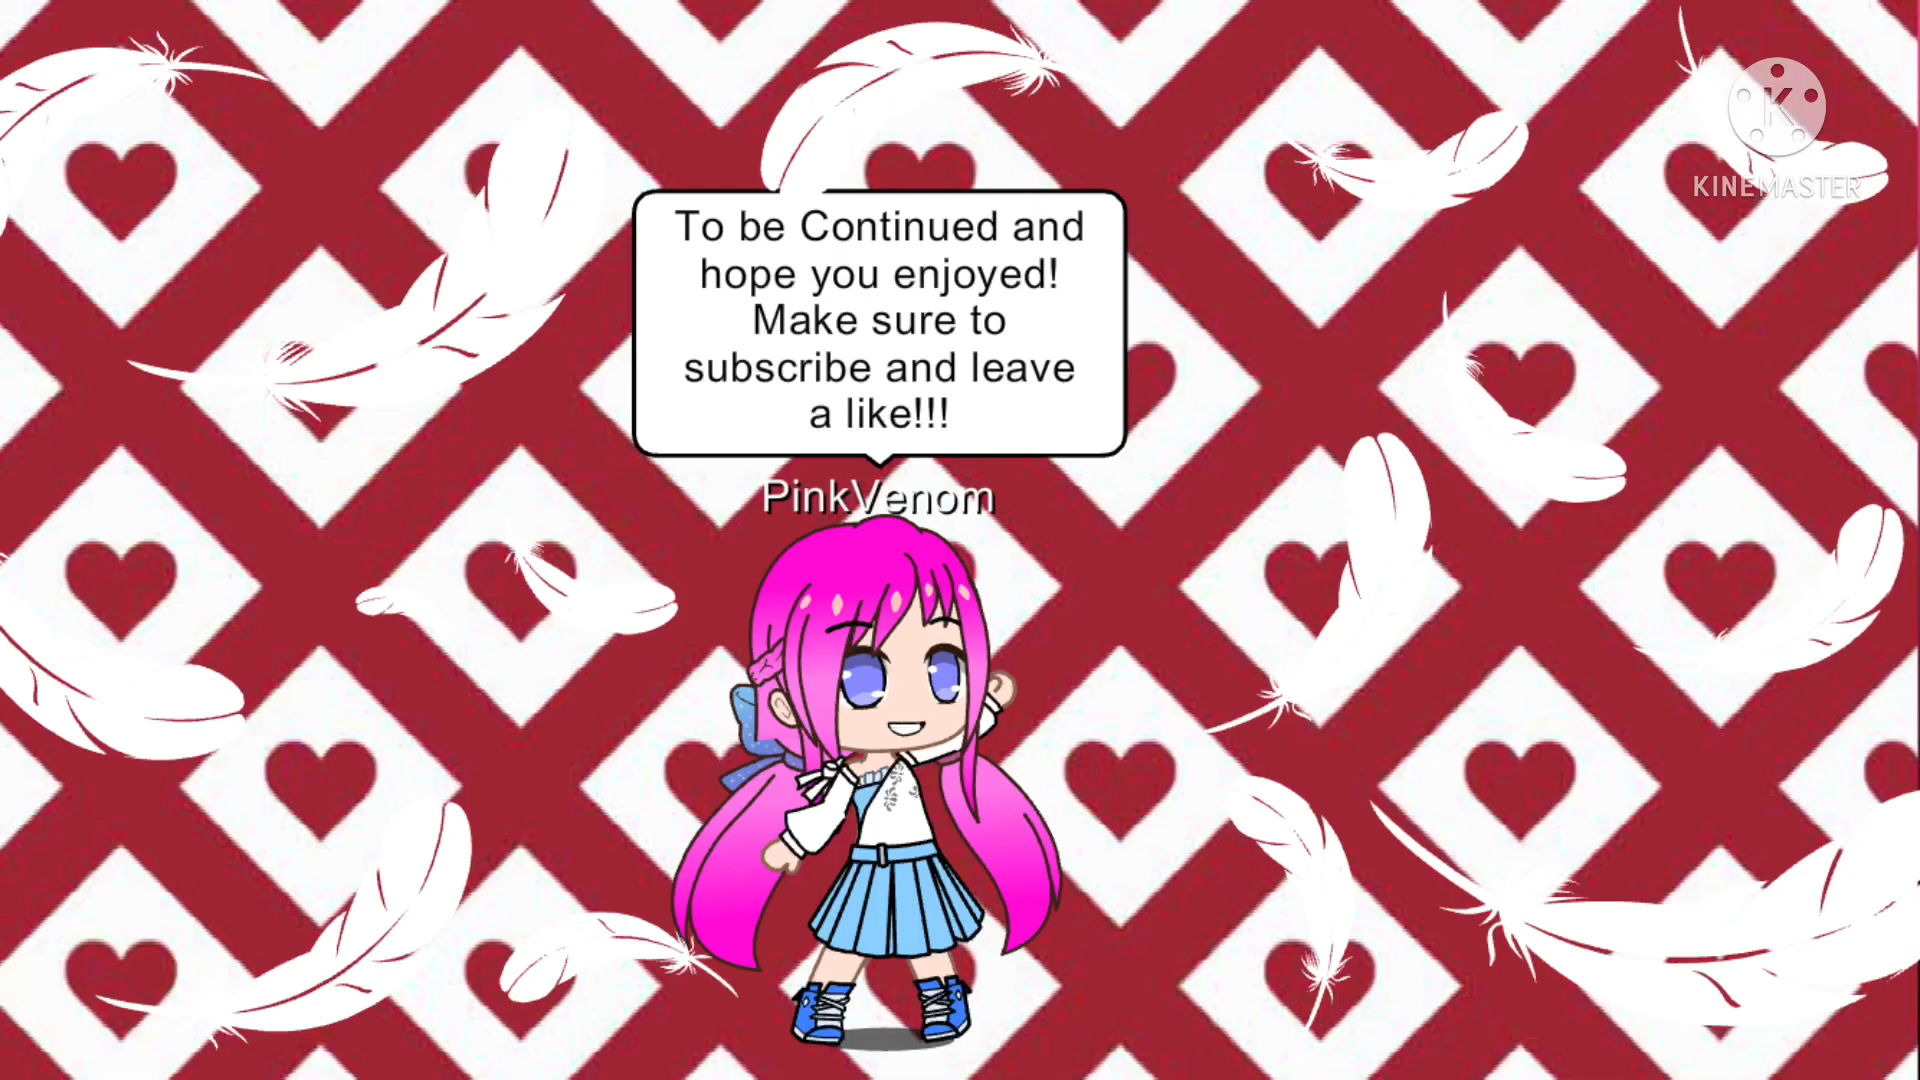 K
KINEMASTER
To be Continued and
hope you enjoyed!
Make sure to
subscribe and leave
a like!!!
PinkVenom